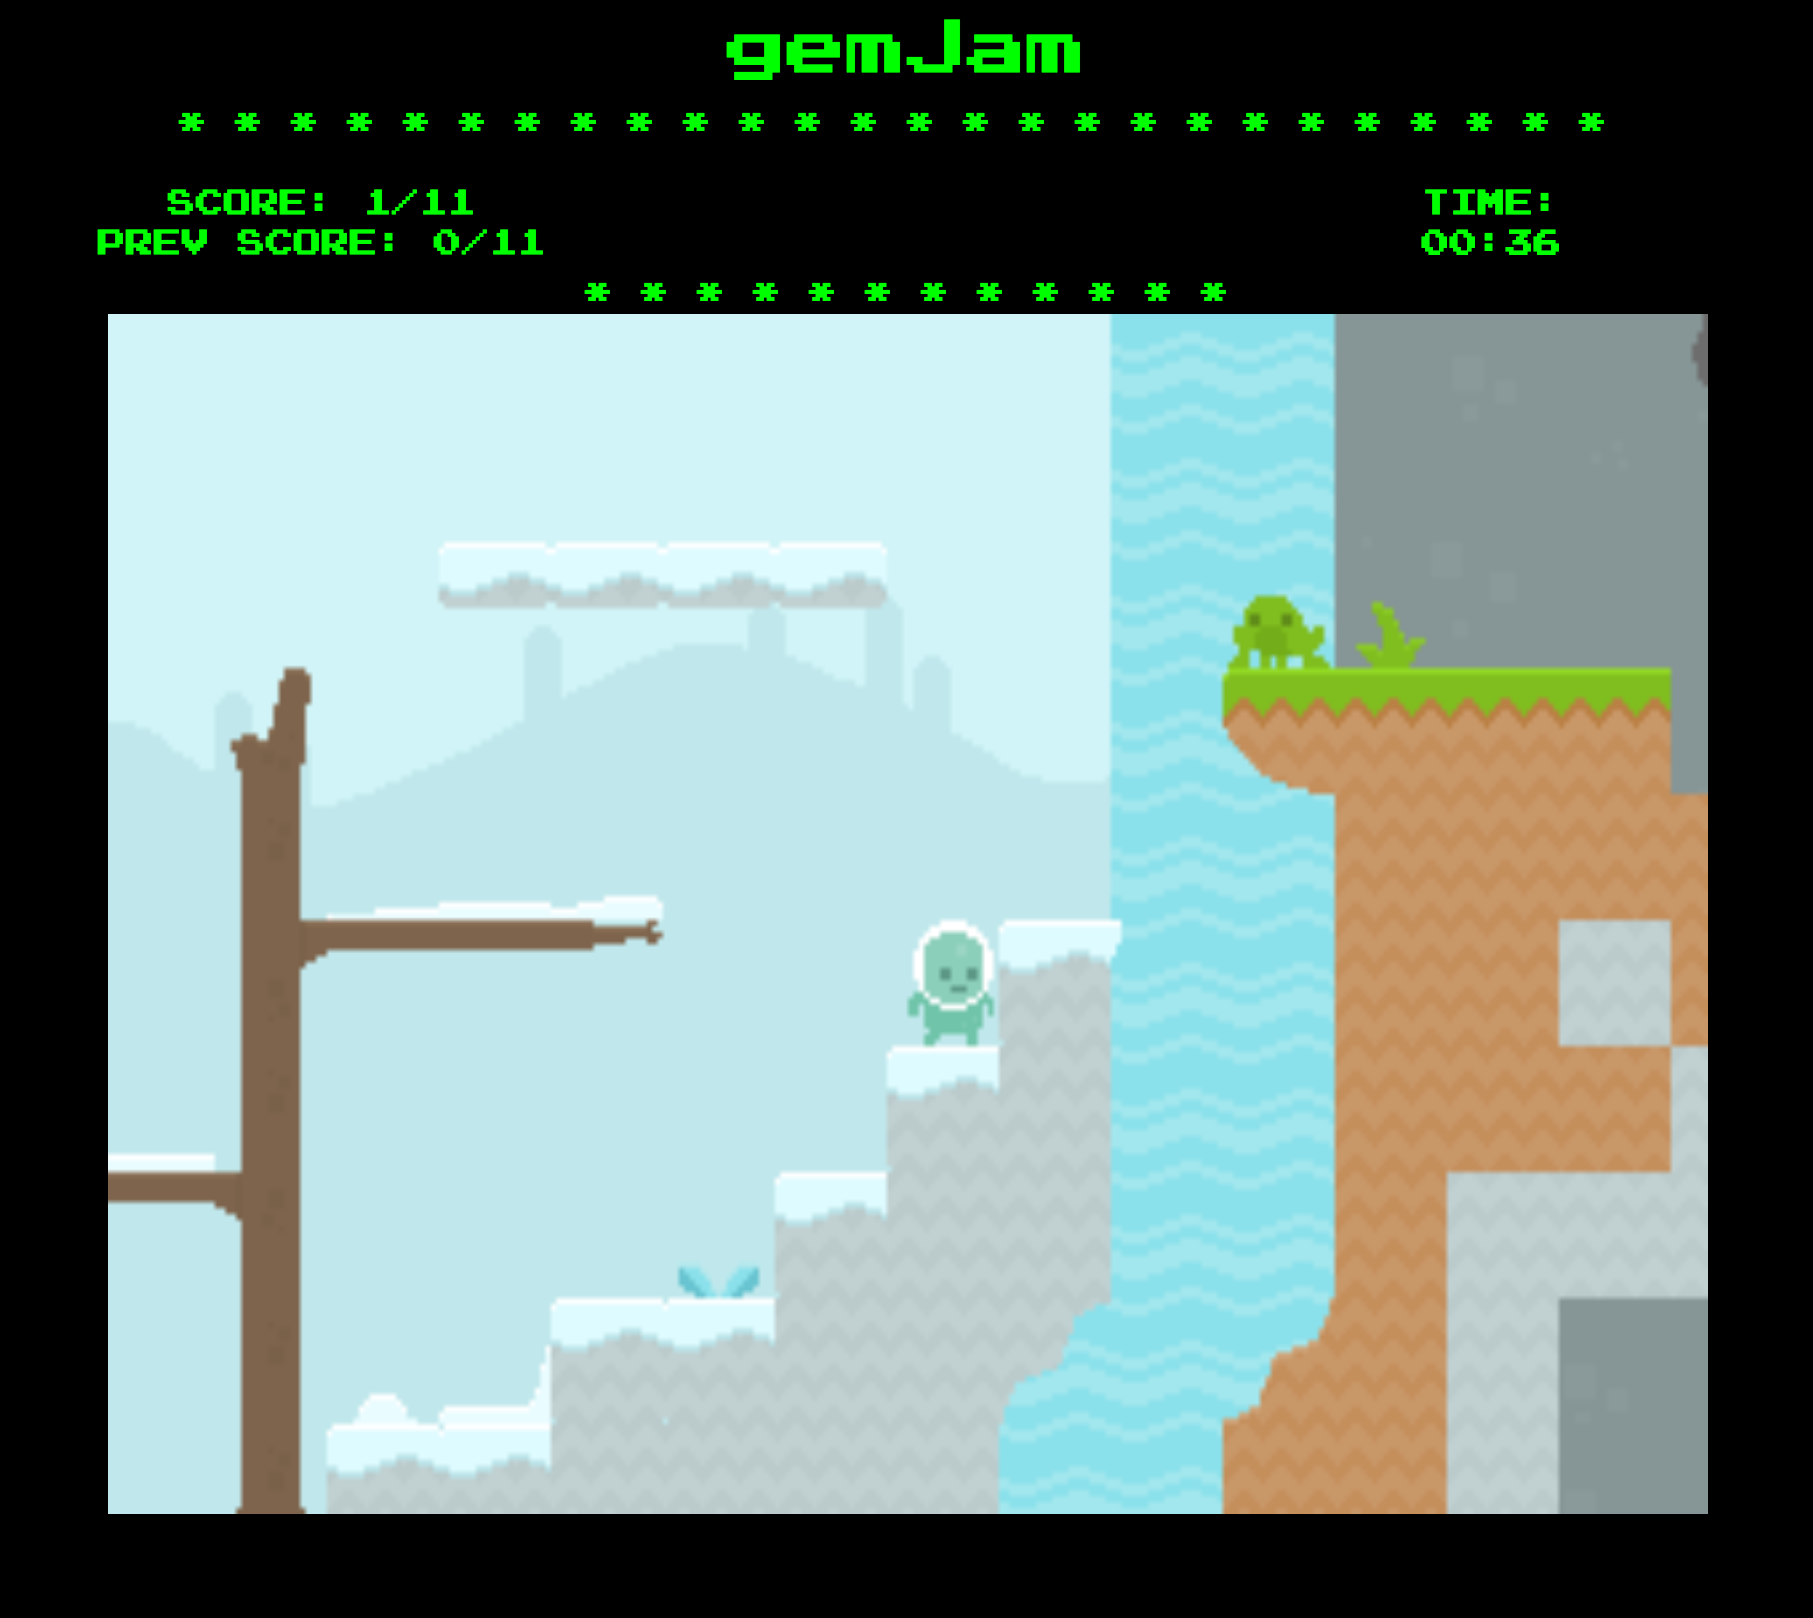 gemJam
* * * * * * * * * * * * * * * * * * * * * * * * * *
SCORE: 1/11
PREV SCORE: 0/11
TIME:
00:36
* * * * * * * * * * * *